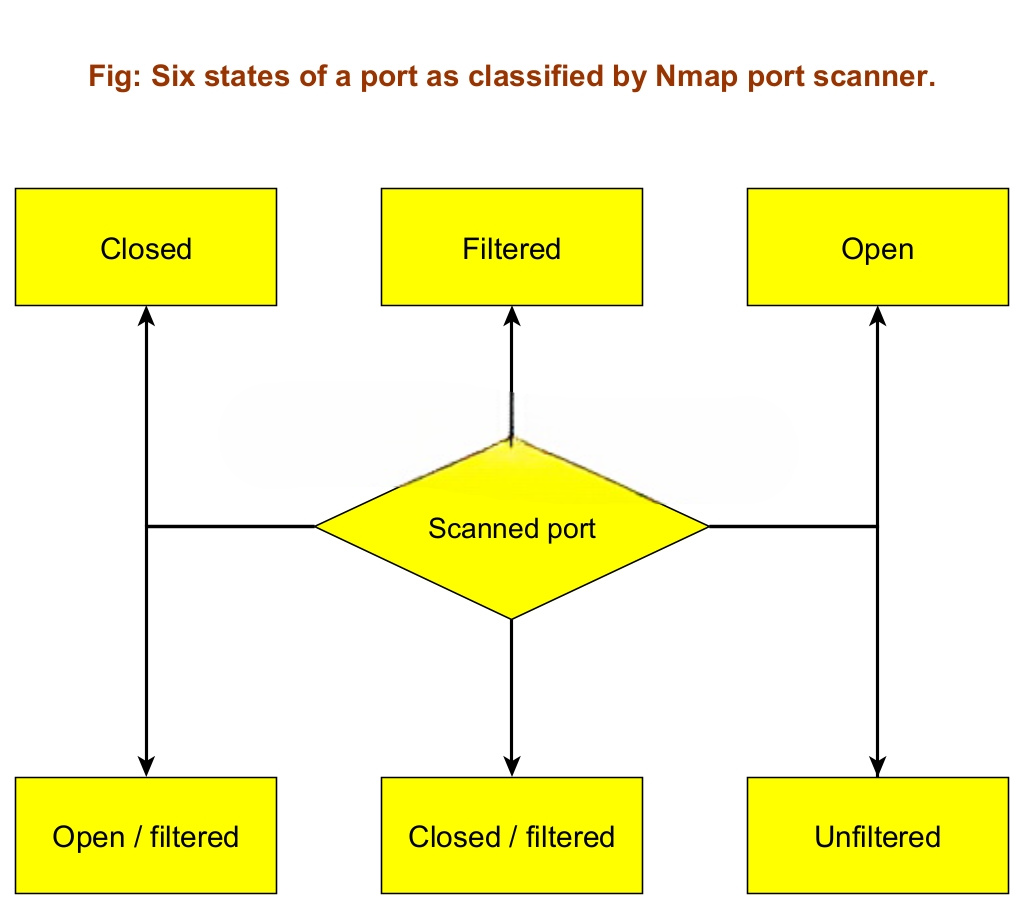 Fig: Six states of a port as classified by Nmap port scanner.
Closed
Filtered
Open
Scanned port
Open / filtered
Closed / filtered
Unfiltered